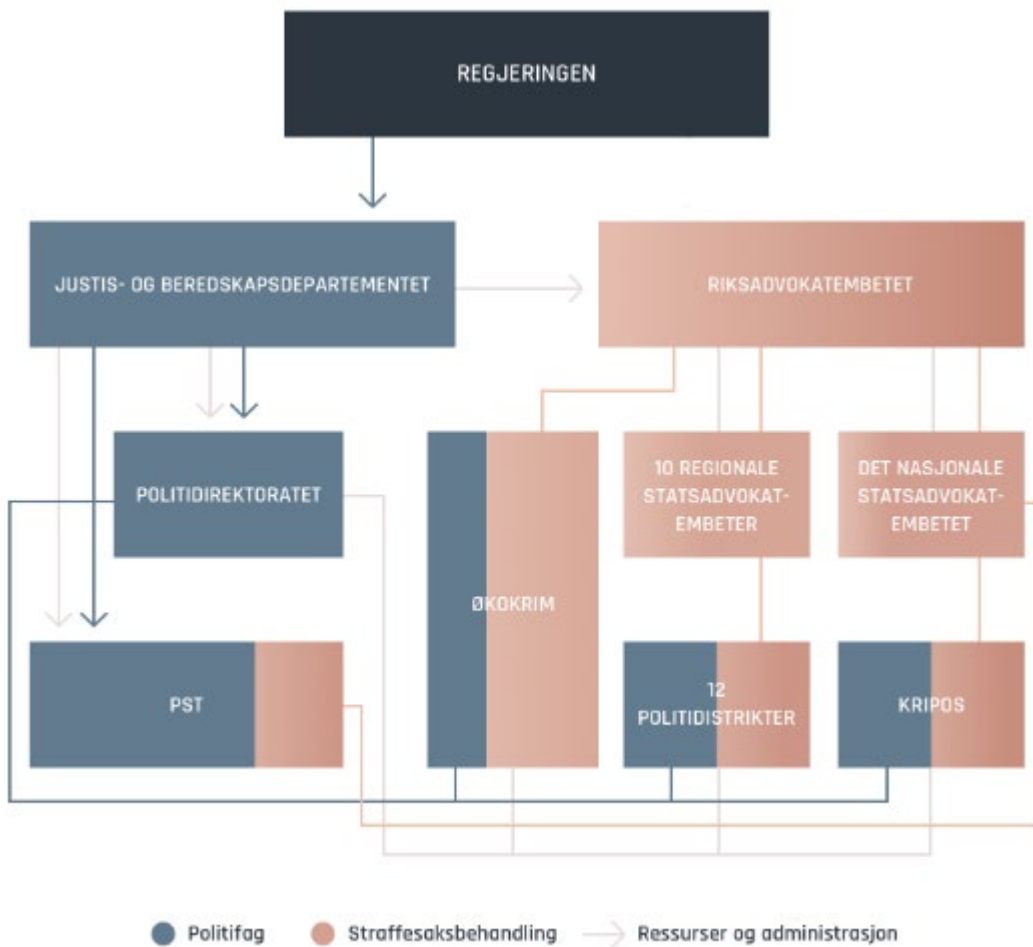 REGJERINGEN
JUSTIS- OG BEREDSKAPSDEPARTEMENTET
RIKSADVOKATEMBETET
POLITIDIREKTORATET
10 REGIONALE
STATSADVOKAT-
EMBETER
DET NASJONALE
STATSADVOKAT-
EMBETET
ØKOKRIM
PST
12
POLITIDISTRIKTER
KRIPOS
Politifag
Straffesaksbehandling
Ressurser og administrasjon